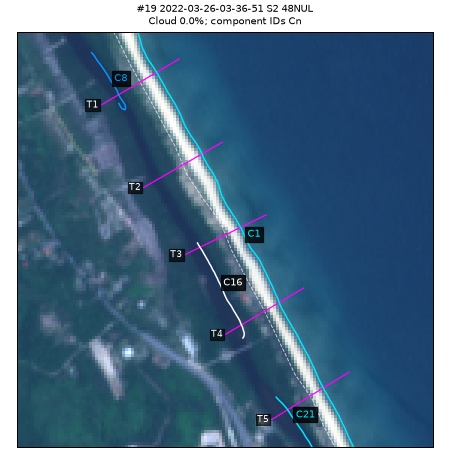 #19 2022-03-26-03-36-51 S2 48NUL
Cloud 0.0%; component IDs Cn
C8
T1
T2
C1
T3
C16
T4
C21
T5